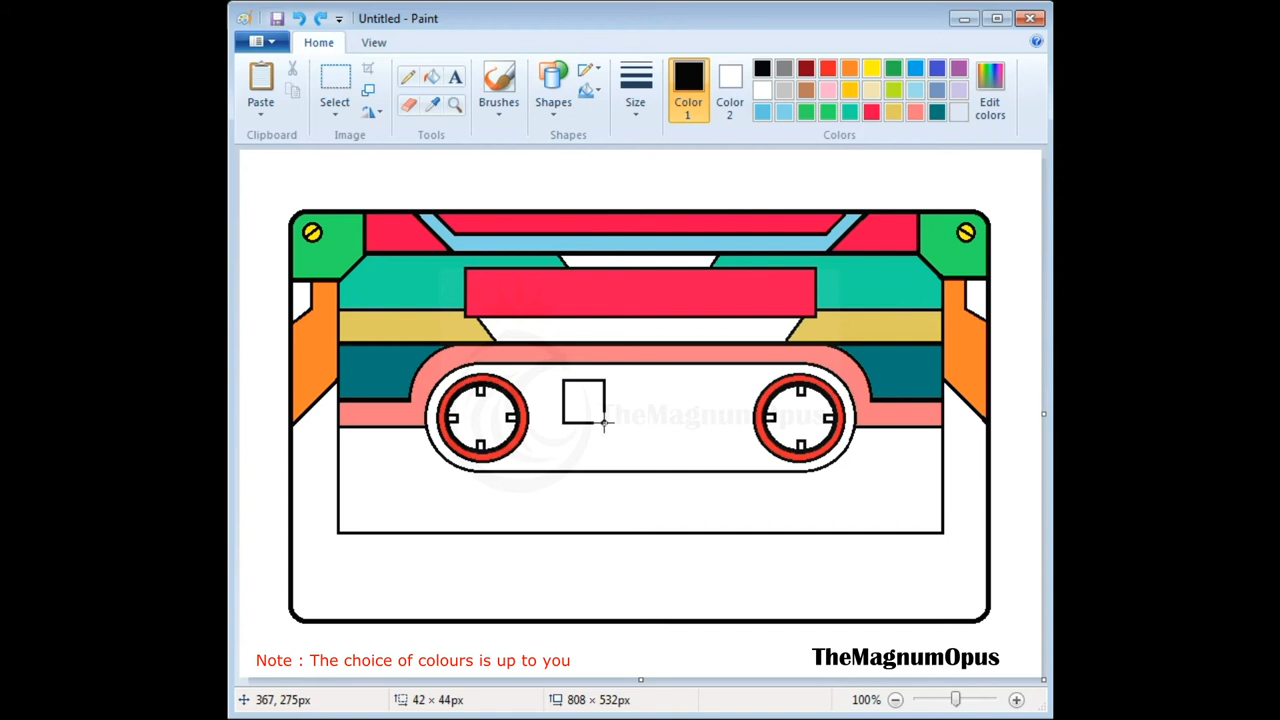 Untitled - Paint
Home View
Paste
Select
Brushes
Shapes
Size
Color 1
Color 2
Edit colors
Clipboard
Image
Tools
Shapes
Colors
TheMagnumOpus
Note : The choice of colours is up to you
TheMagnumOpus
367, 275px
42 × 44px
808 × 532px
100%